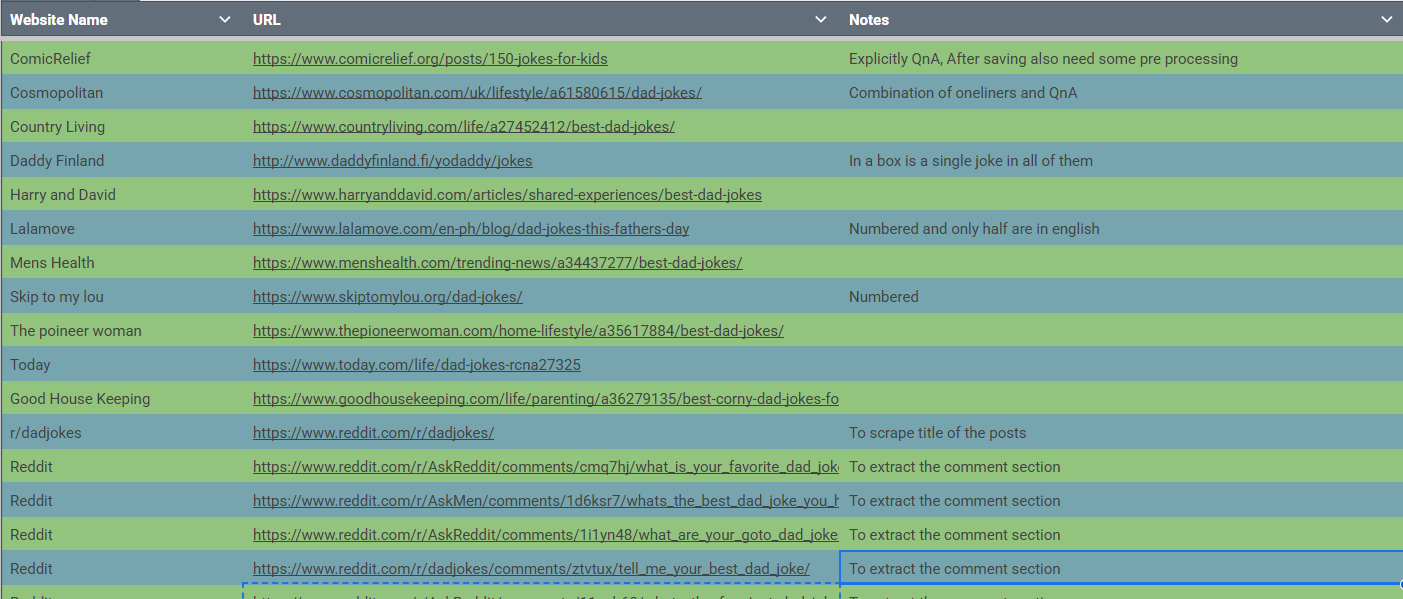 Website Name URL Notes
ComicRelief https://www.comicrelief.org/posts/150-jokes-for-kids Explicitly QnA, After saving also need some pre processing
Cosmopolitan https://www.cosmopolitan.com/uk/lifestyle/a61580615/dad-jokes/ Combination of oneliners and QnA
Country Living https://www.countryliving.com/life/a27452412/best-dad-jokes/
Daddy Finland http://www.daddyfinland.fi/yodaddy/jokes In a box is a single joke in all of them
Harry and David https://www.harryanddavid.com/articles/shared-experiences/best-dad-jokes
Lalamove https://www.lalamove.com/en-ph/blog/dad-jokes-this-fathers-day Numbered and only half are in english
Mens Health https://www.menshealth.com/trending-news/a34437277/best-dad-jokes/
Skip to my lou https://www.skiptomylou.org/dad-jokes/ Numbered
The poineer woman https://www.thepioneerwoman.com/home-lifestyle/a35617884/best-dad-jokes/
Today https://www.today.com/life/dad-jokes-rcna27325
Good House Keeping https://www.goodhousekeeping.com/life/parenting/a36279135/best-corny-dad-jokes-fo
r/dadjokes https://www.reddit.com/r/dadjokes/ To scrape title of the posts
Reddit https://www.reddit.com/r/AskReddit/comments/cmq7hj/what_is_your_favorite_dad_jok To extract the comment section
Reddit https://www.reddit.com/r/AskMen/comments/1d6ksr7/whats_the_best_dad_joke_you_h To extract the comment section
Reddit https://www.reddit.com/r/AskReddit/comments/1i1yn48/what_are_your_goto_dad_joke To extract the comment section
Reddit https://www.reddit.com/r/dadjokes/comments/ztvtux/tell_me_your_best_dad_joke/ To extract the comment section